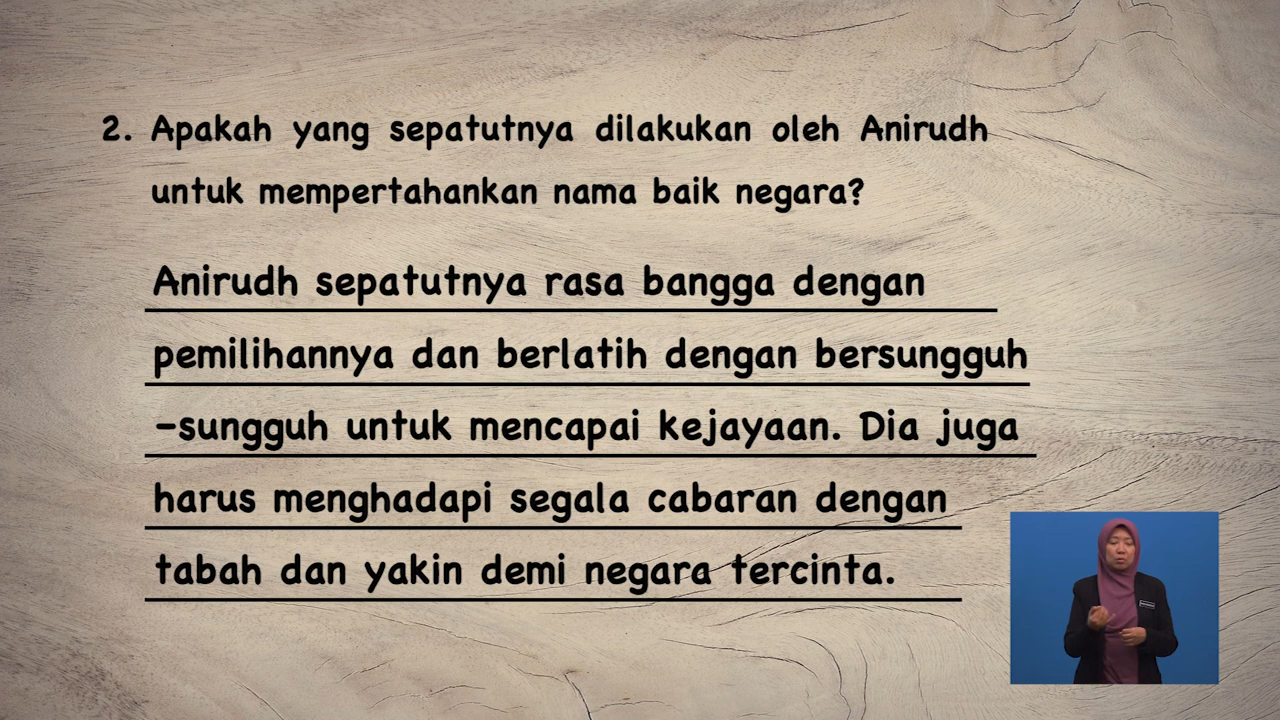 2. Apakah yang sepatutnya dilakukan oleh Anirudh
untuk mempertahankan nama baik negara?
Anirudh sepatutnya rasa bangga dengan
pemilihannya dan berlatih dengan bersungguh
-sungguh untuk mencapai kejayaan. Dia juga
harus menghadapi segala cabaran dengan
tabah dan yakin demi negara tercinta.